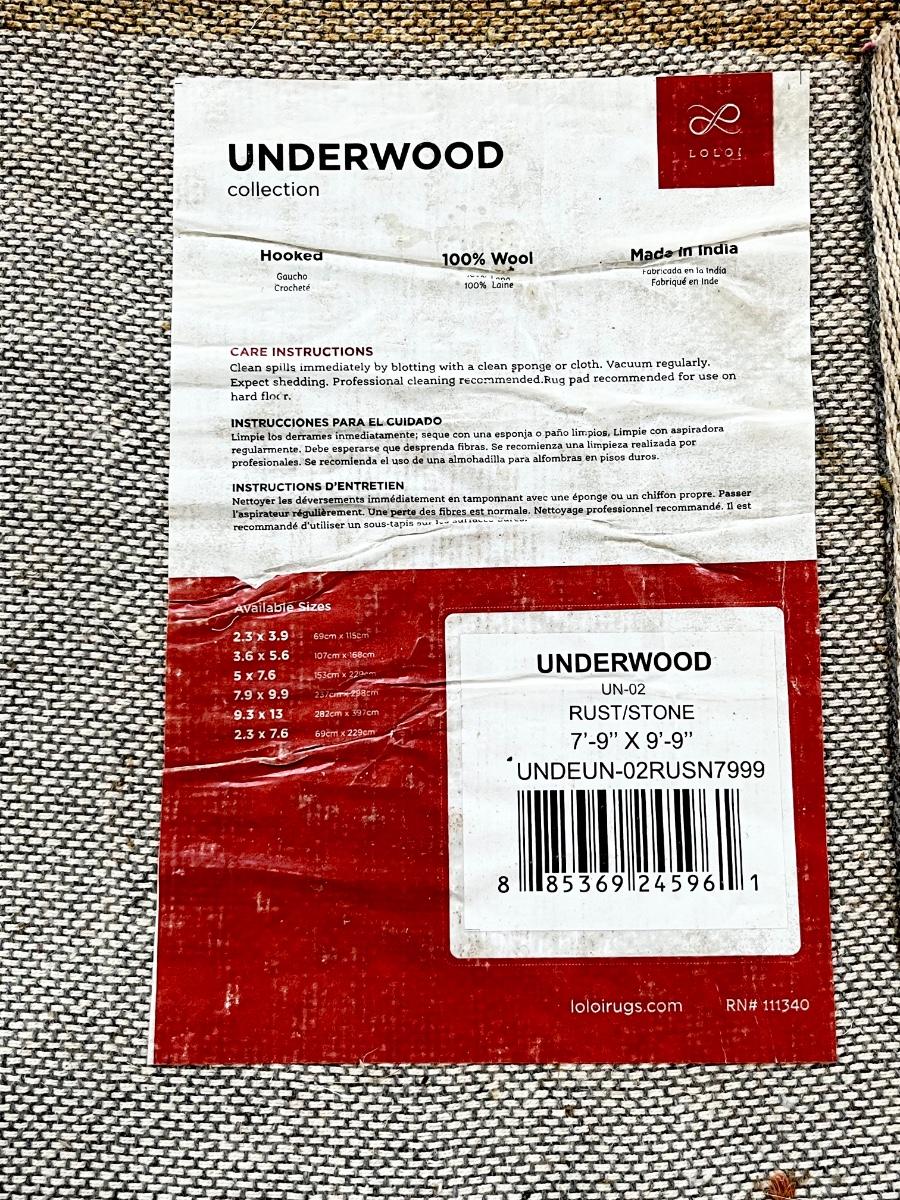 LOLOI
UNDERWOOD
collection
Hooked
Gaucho
Crocheté
100% Wool
100% Laine
Made in India
Fabricada en la India
Fabriqué en Inde
CARE INSTRUCTIONS
Clean spills immediately by blotting with a clean sponge or cloth. Vacuum regularly.
Expect shedding. Professional cleaning recommended.Rug pad recommended for use on
hard floor.
INSTRUCCIONES PARA EL CUIDADO
Limpie los derrames inmediatamente; seque con una esponja o paño limpios, Limpie con aspiradora
regularmente. Debe esperarse que desprenda fibras. Se recomienza una limpieza realizada por
profesionales. Se recomienda el uso de una almohadilla para alfombras en pisos duros.
INSTRUCTIONS D'ENTRETIEN
Nettoyer les déversements immédiatement en tamponnant avec une éponge ou un chiffon propre. Passer
l'aspirateur régulièrement. Une perte des fibres est normale. Nettoyage professionnel recommandé. Il est
recommandé d'utiliser un sous-tapis sur les surfaces dures.
Available Sizes
2.3 x 3.9 69cm x 115cm
3.6 x 5.6 107cm x 168cm
5 x 7.6 153cm x 229cm
7.9 x 9.9 237cm x 298cm
9.3 x 13 282cm x 397cm
2.3 x 7.6 69cm x 229cm
UNDERWOOD
UN-02
RUST/STONE
7'-9" X 9'-9"
UNDEUN-02RUSN7999
8 85369 24596 1
loloirugs.com RN# 111340